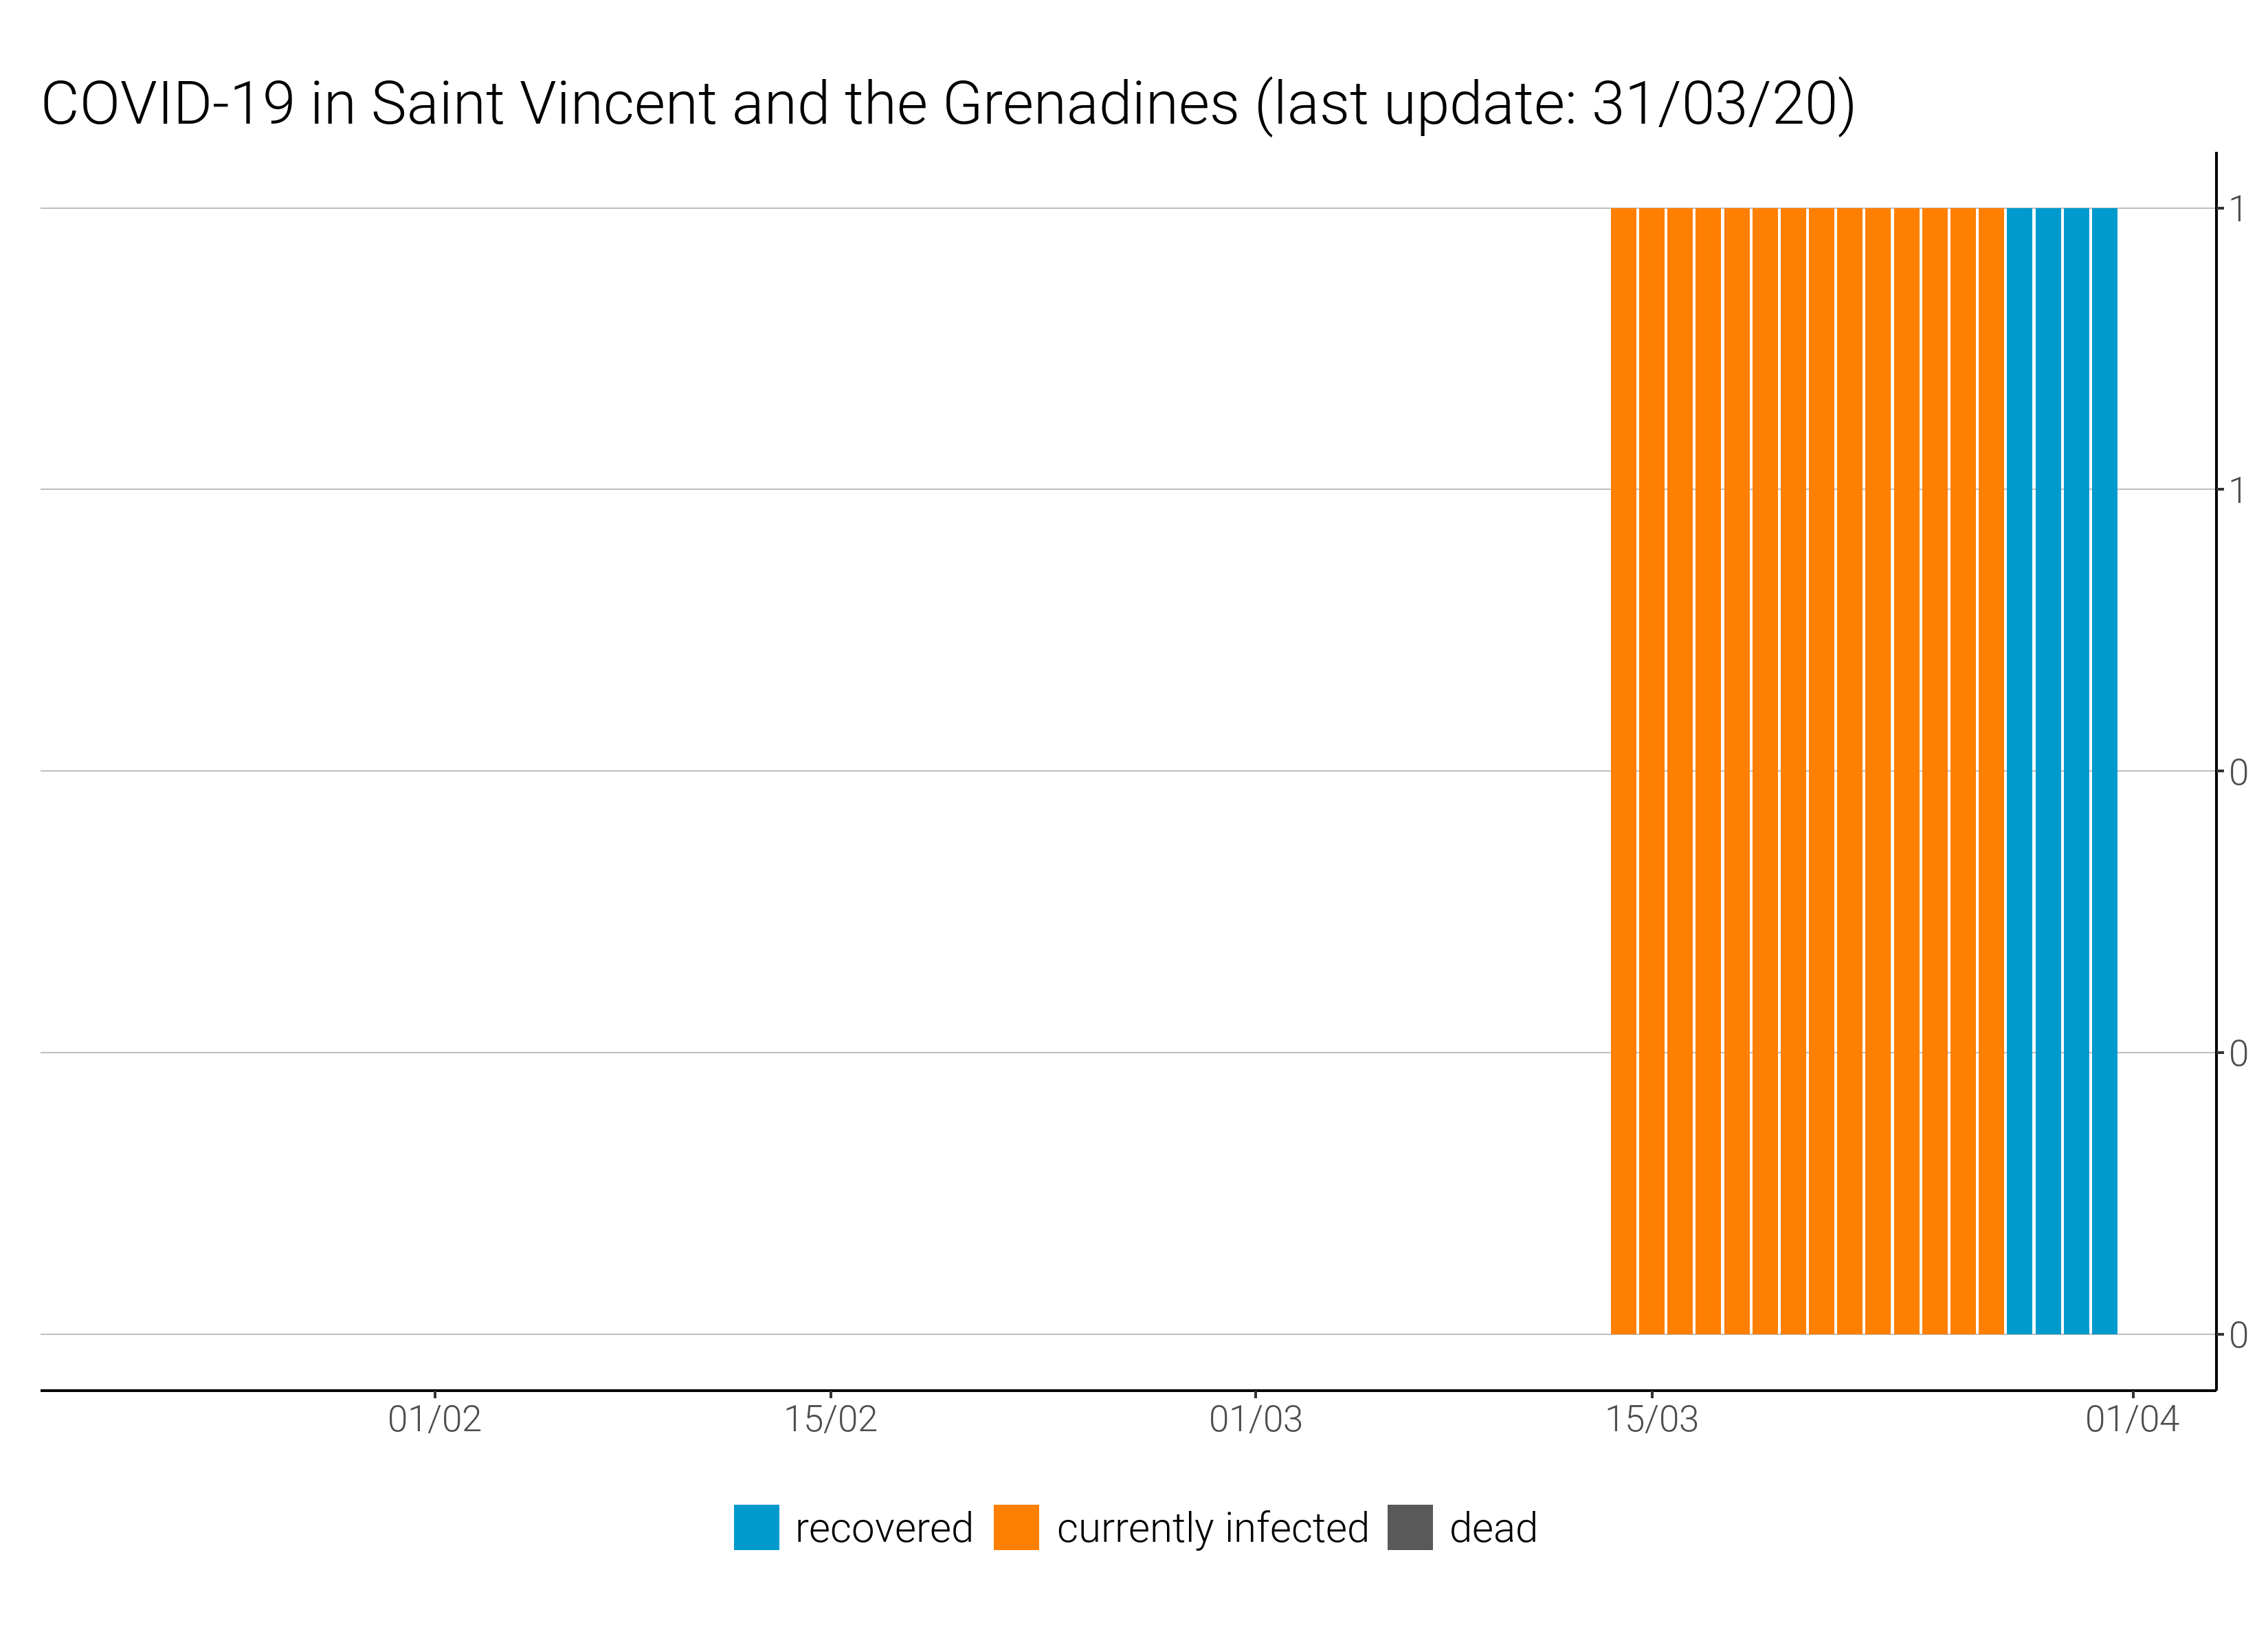 COVID-19 in Saint Vincent and the Grenadines (last update: 31/03/20)
1
1
0
0
0
01/02 15/02 01/03 15/03 01/04
recovered currently infected dead